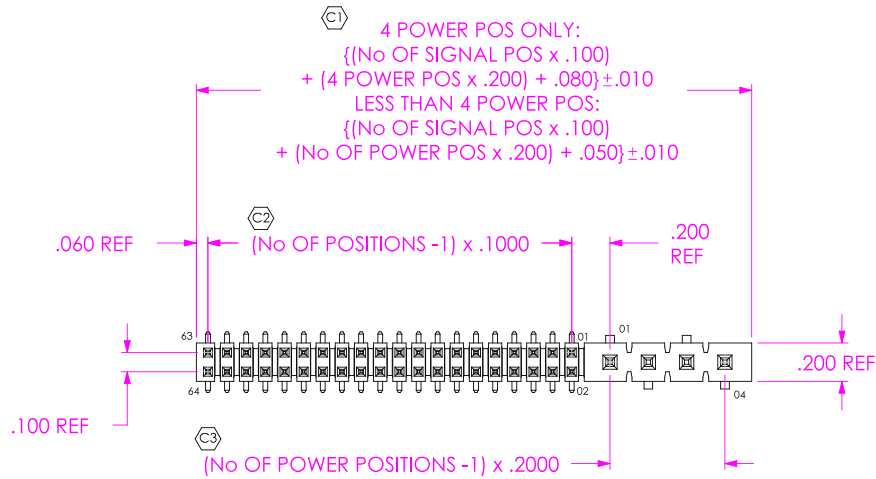 C1
4 POWER POS ONLY:
{(No OF SIGNAL POS x .100)
+ (4 POWER POS x .200) + .080}±.010
LESS THAN 4 POWER POS:
{(No OF SIGNAL POS x .100)
+ (No OF POWER POS x .200) + .050}±.010
C2
.060 REF
(No OF POSITIONS -1) x .1000
.200
REF
63
01
01
.200 REF
64
02
04
.100 REF
C3
(No OF POWER POSITIONS -1) x .2000